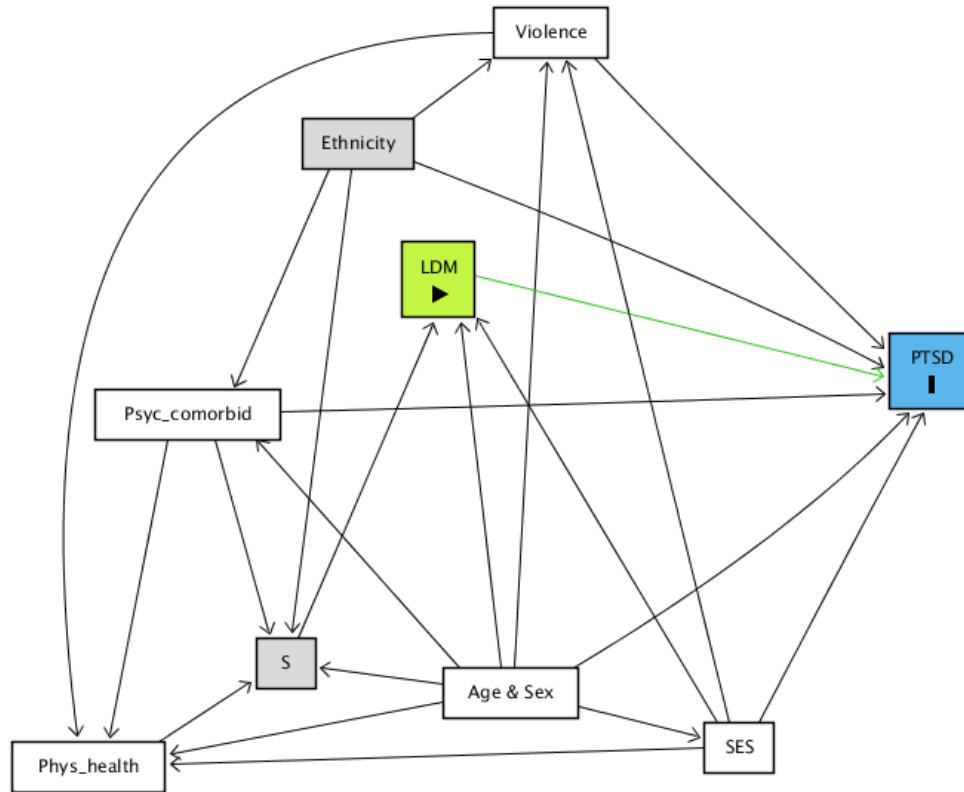 Violence
Ethnicity
LDM
PTSD
Psyc_comorbid
S
Age & Sex
SES
Phys_health